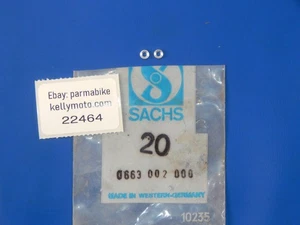 Ebay: parmabike
kellymoto.com
22464
S
SACHS
20
0663 002 000
MADE IN WESTERN-GERMANY
10235